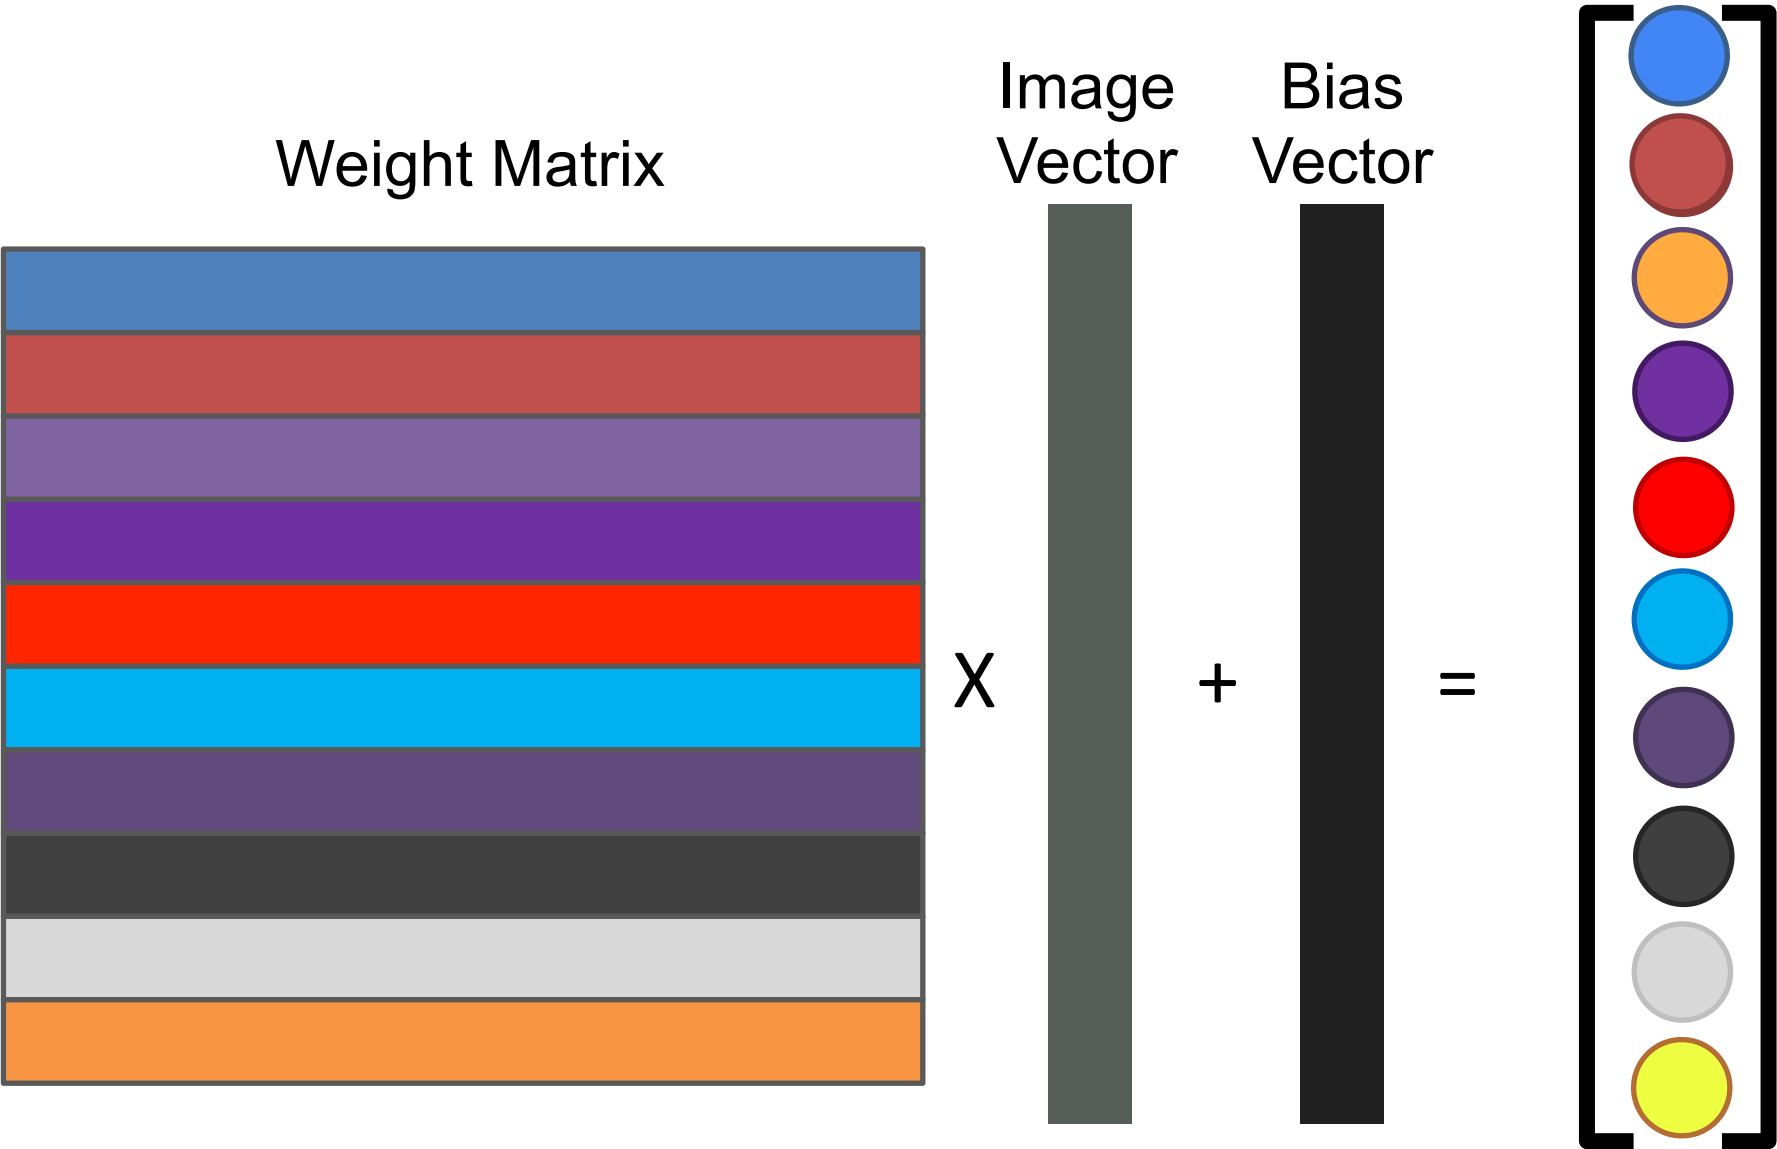 Weight Matrix
Image
Vector
Bias
Vector
X
+
=